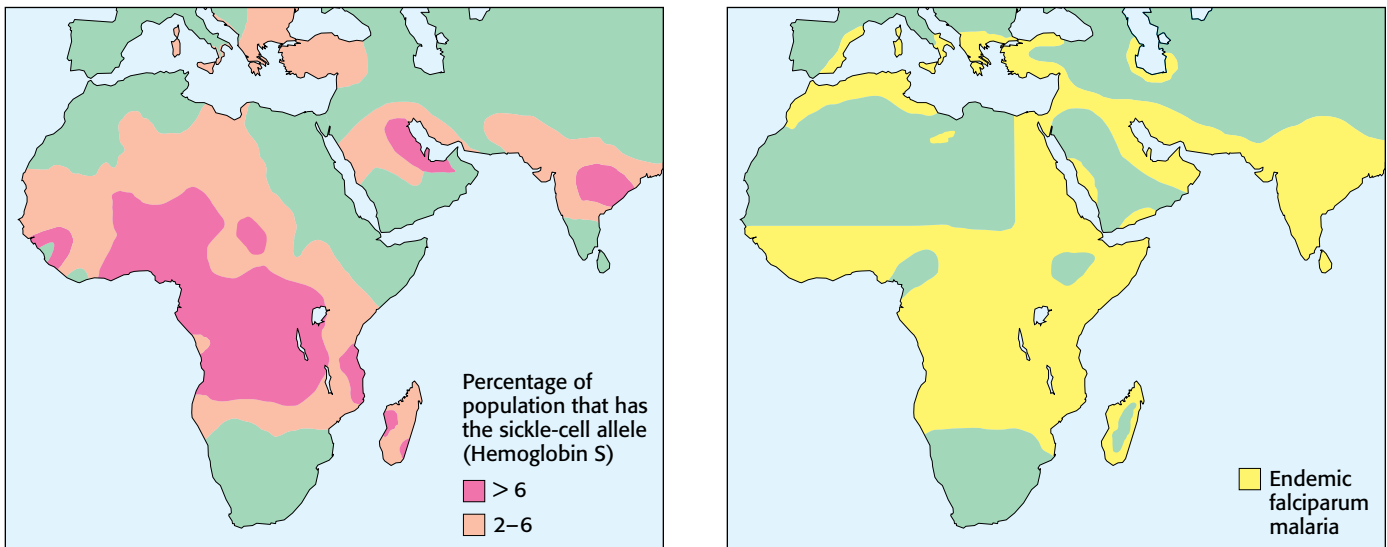 Percentage of
population that has
the sickle-cell allele
(Hemoglobin S)
> 6
2–6
Endemic
falciparum
malaria